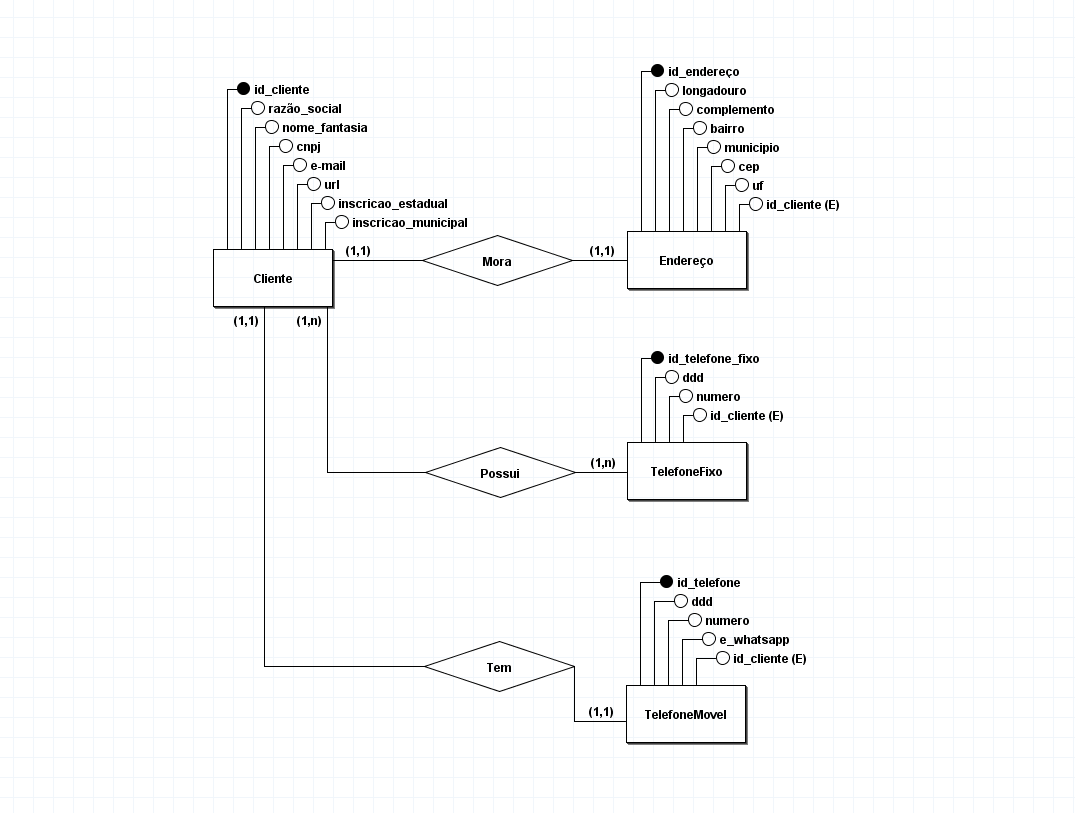 id_cliente
razão_social
nome_fantasia
cnpj
e-mail
url
inscricao_estadual
inscricao_municipal
Cliente
(1,1)
Mora
(1,1)
id_endereço
longadouro
complemento
bairro
municipio
cep
uf
id_cliente (E)
Endereço
(1,1)
(1,n)
Possui
(1,n)
id_telefone_fixo
ddd
numero
id_cliente (E)
TelefoneFixo
Tem
(1,1)
id_telefone
ddd
numero
e_whatsapp
id_cliente (E)
TelefoneMovel